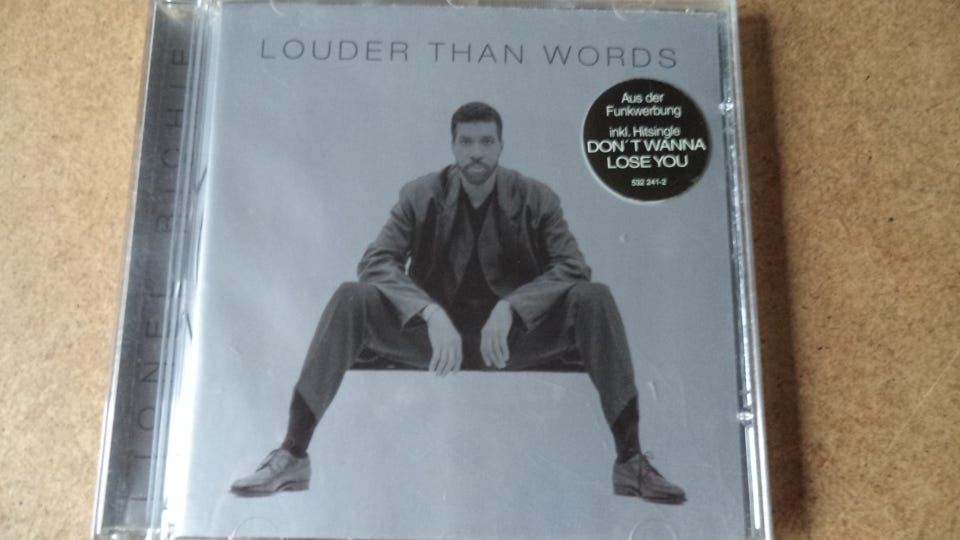 LOUDER THAN WORDS
Aus der
Funkwerbung
inkl. Hitsingle
DON´T WANNA
LOSE YOU
532 241-2
LIONEL RICHIE